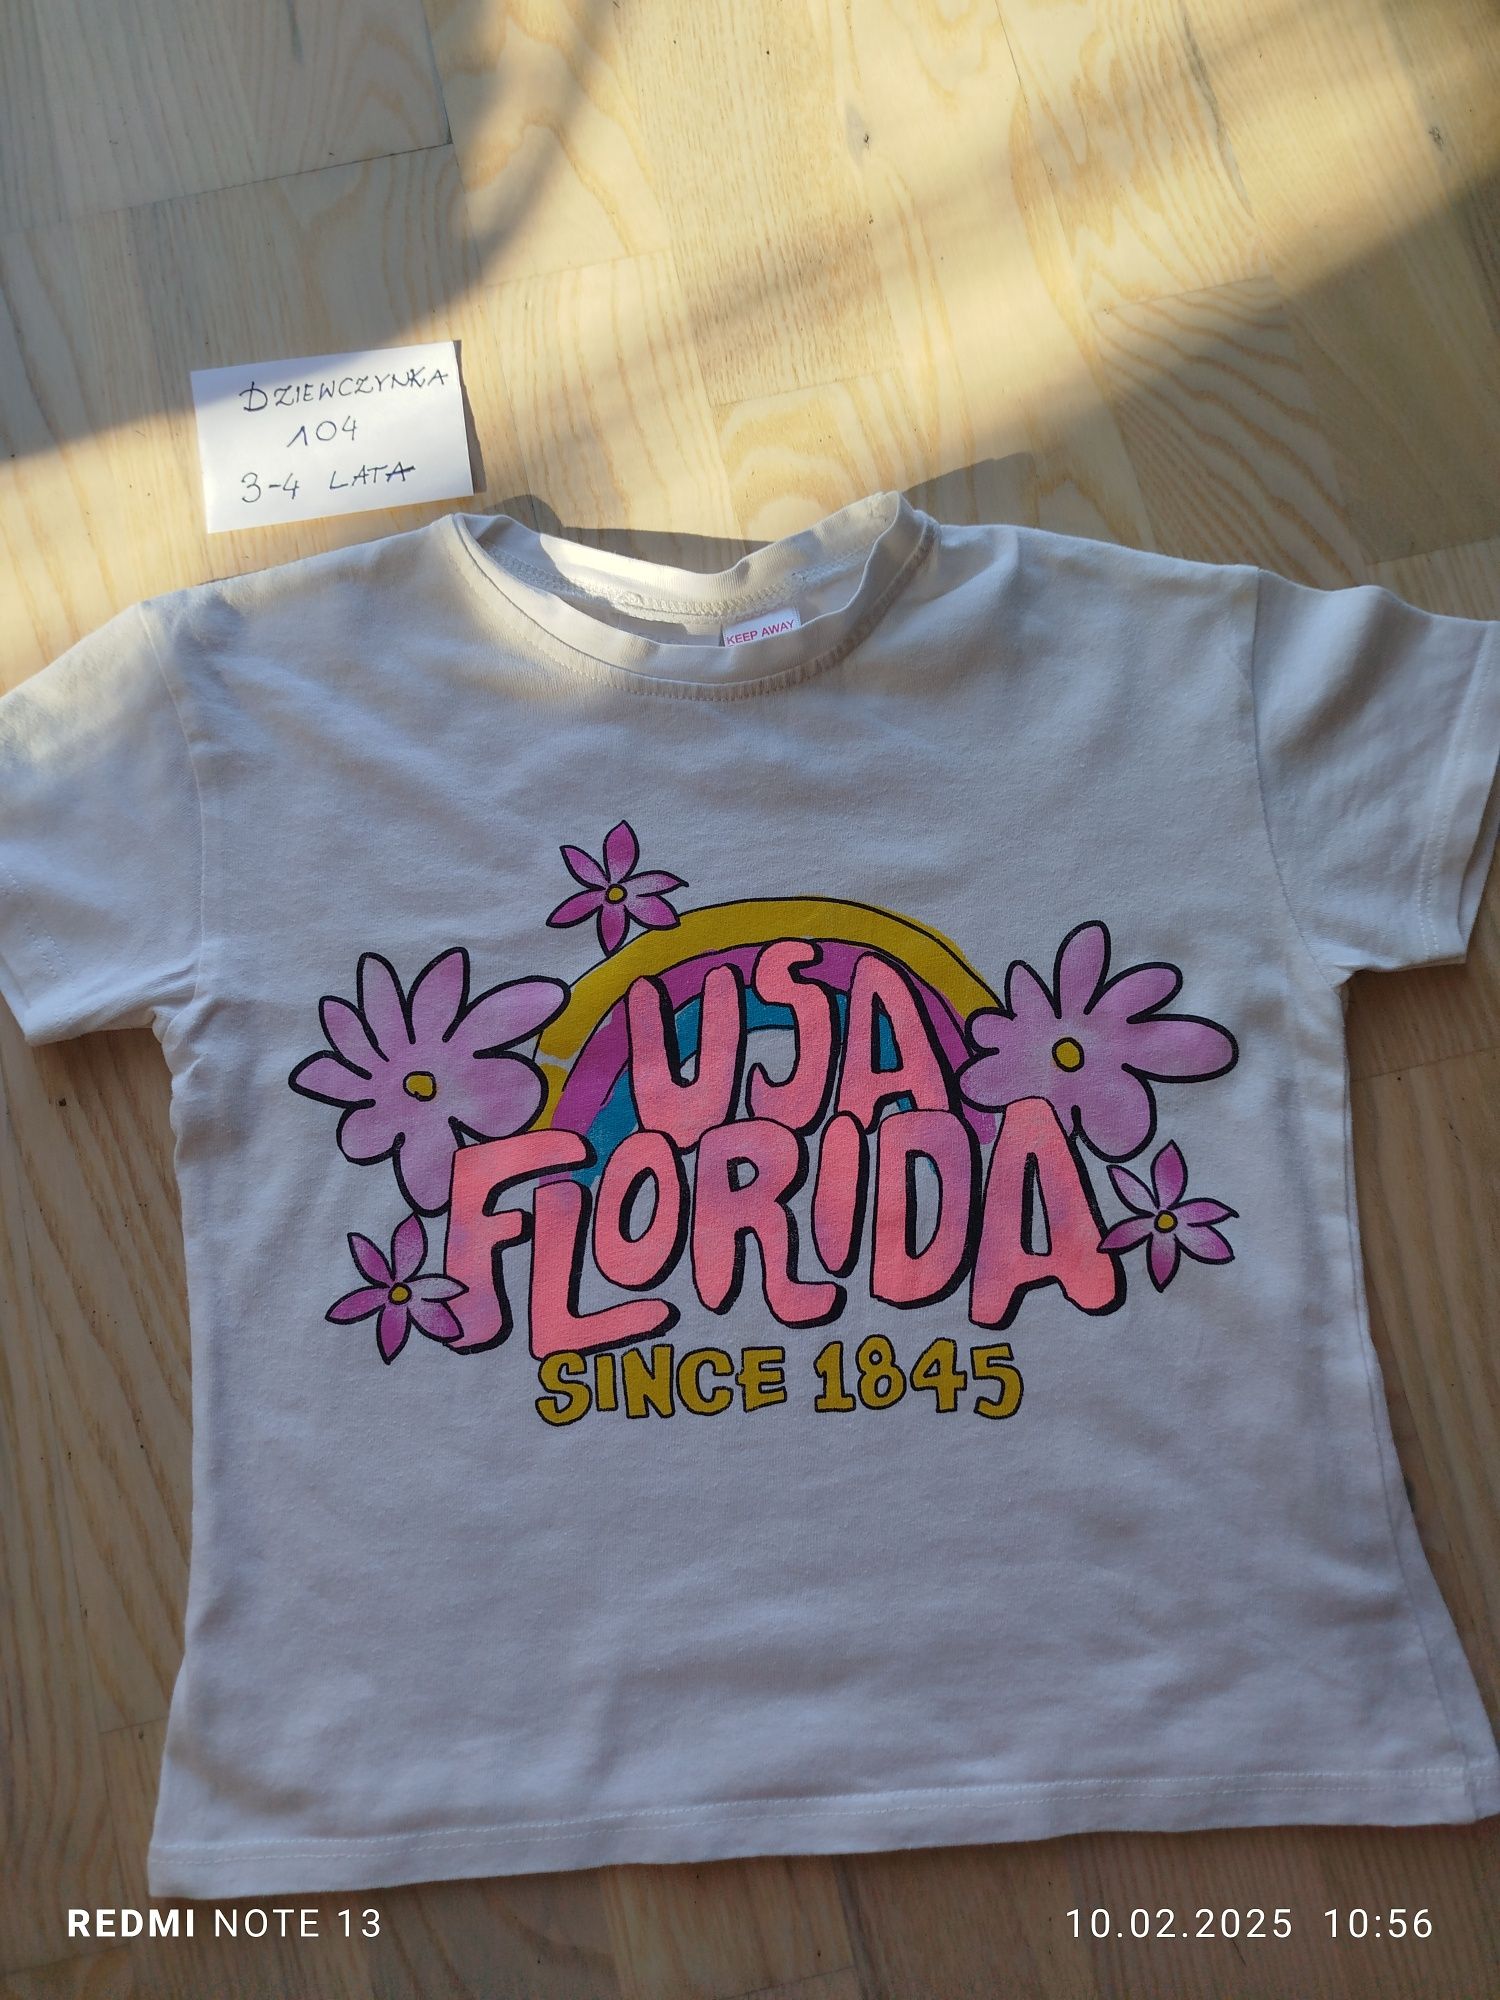 DZIEWCZYNKA
104
3-4 LATA
KEEP AWAY
USA
FLORIDA
SINCE 1845
REDMI NOTE 13
10.02.2025 10:56